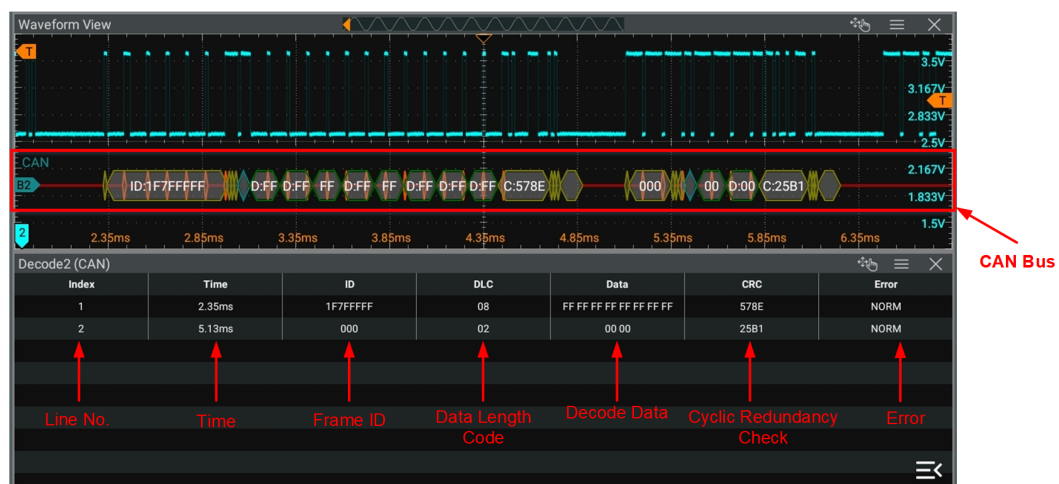 Waveform View
T
3.5V
3.167V
T
2.833V
2.5V
CAN
2.167V
B2
ID:1F7FFFFF D:FF D:FF FF D:FF FF D:FF D:FF D:FF C:578E 000 00 D:00 C:25B1
1.833V
1.5V
2
2.35ms 2.85ms 3.35ms 3.85ms 4.35ms 4.85ms 5.35ms 5.85ms 6.35ms
CAN Bus
Decode2 (CAN)
Index Time ID DLC Data CRC Error
1 2.35ms 1F7FFFFF 08 FF FF FF FF FF FF FF FF 578E NORM
2 5.13ms 000 02 00 00 25B1 NORM
Line No. Time Frame ID Data Length Code Decode Data Cyclic Redundancy Check Error